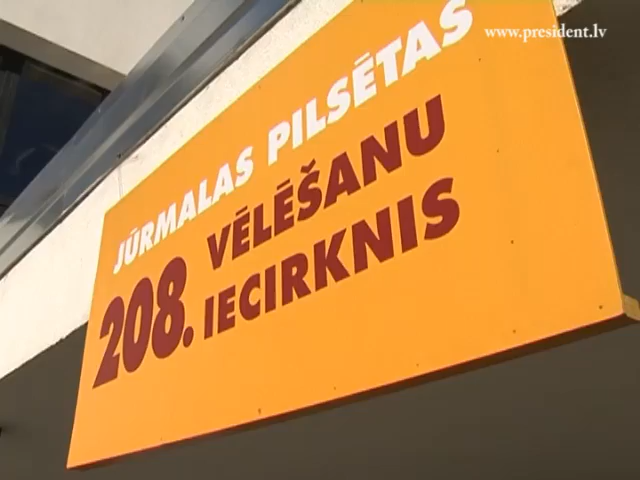 www.president.lv
JŪRMALAS PILSĒTAS
208. VĒLĒŠANU
IECIRKNIS